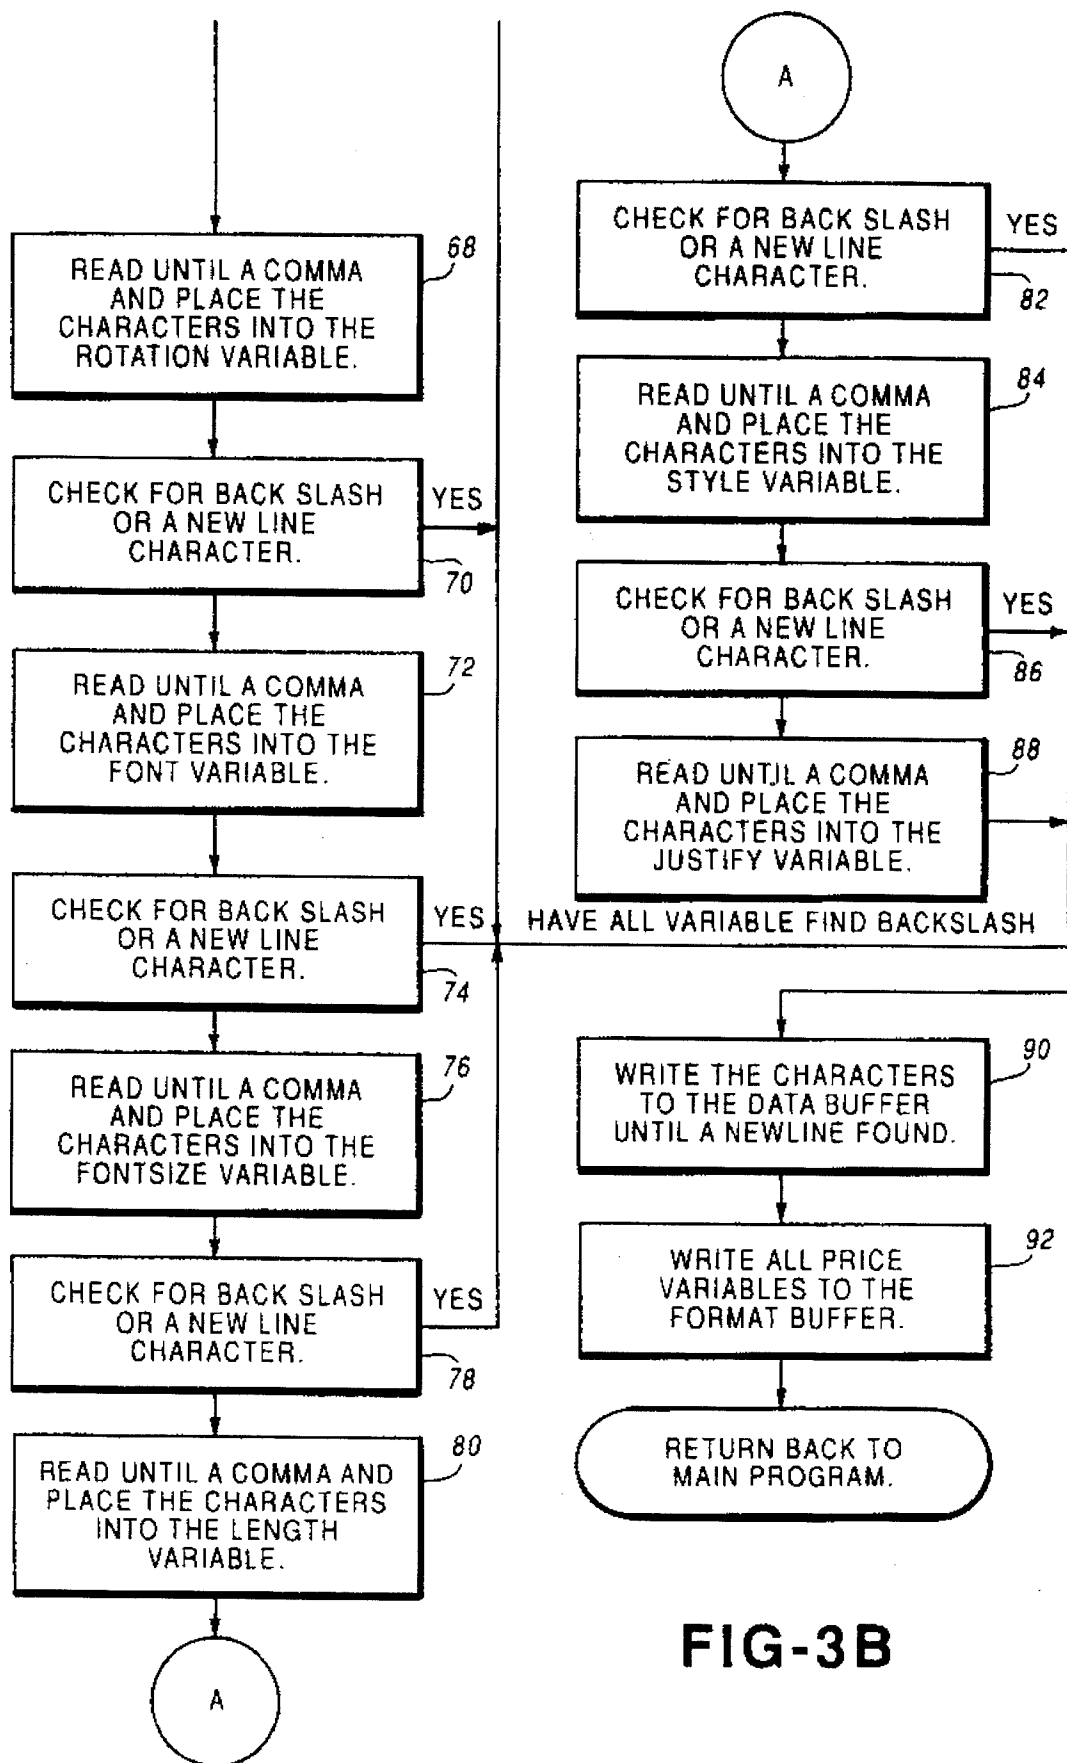 READ UNTIL A COMMA
AND PLACE THE
CHARACTERS INTO THE
ROTATION VARIABLE.
68
CHECK FOR BACK SLASH
OR A NEW LINE
CHARACTER.
YES
70
READ UNTIL A COMMA
AND PLACE THE
CHARACTERS INTO THE
FONT VARIABLE.
72
CHECK FOR BACK SLASH
OR A NEW LINE
CHARACTER.
YES
74
READ UNTIL A COMMA
AND PLACE THE
CHARACTERS INTO THE
FONTSIZE VARIABLE.
76
CHECK FOR BACK SLASH
OR A NEW LINE
CHARACTER.
YES
78
READ UNTIL A COMMA AND
PLACE THE CHARACTERS
INTO THE LENGTH
VARIABLE.
80
A
A
CHECK FOR BACK SLASH
OR A NEW LINE
CHARACTER.
YES
82
READ UNTIL A COMMA
AND PLACE THE
CHARACTERS INTO THE
STYLE VARIABLE.
84
CHECK FOR BACK SLASH
OR A NEW LINE
CHARACTER.
YES
86
READ UNTIL A COMMA
AND PLACE THE
CHARACTERS INTO THE
JUSTIFY VARIABLE.
88
HAVE ALL VARIABLE FIND BACKSLASH
WRITE THE CHARACTERS
TO THE DATA BUFFER
UNTIL A NEWLINE FOUND.
90
WRITE ALL PRICE
VARIABLES TO THE
FORMAT BUFFER.
92
RETURN BACK TO
MAIN PROGRAM.
FIG-3B